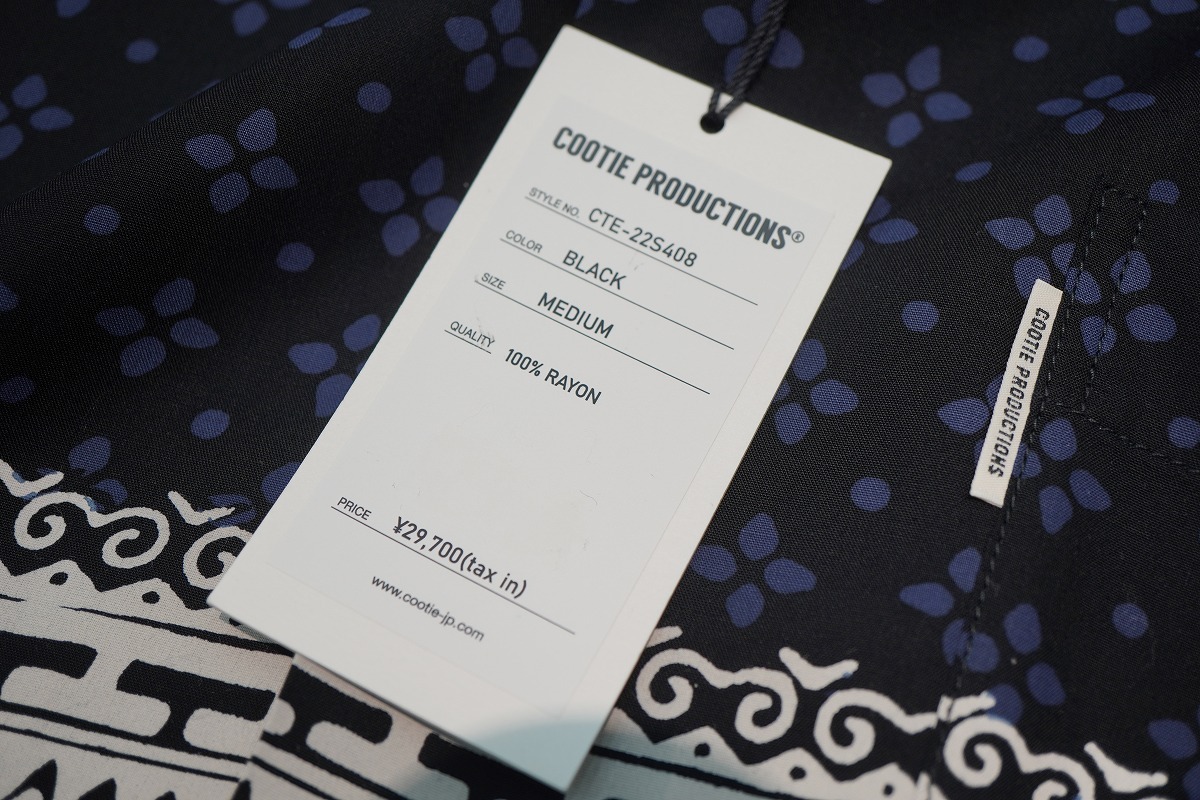 COOTIE PRODUCTIONS®
STYLE NO. CTE-22S408
COLOR BLACK
SIZE MEDIUM
QUALITY 100% RAYON
PRICE ¥29,700(tax in)
www.cootie-jp.com
COOTIE PRODUCTIONS